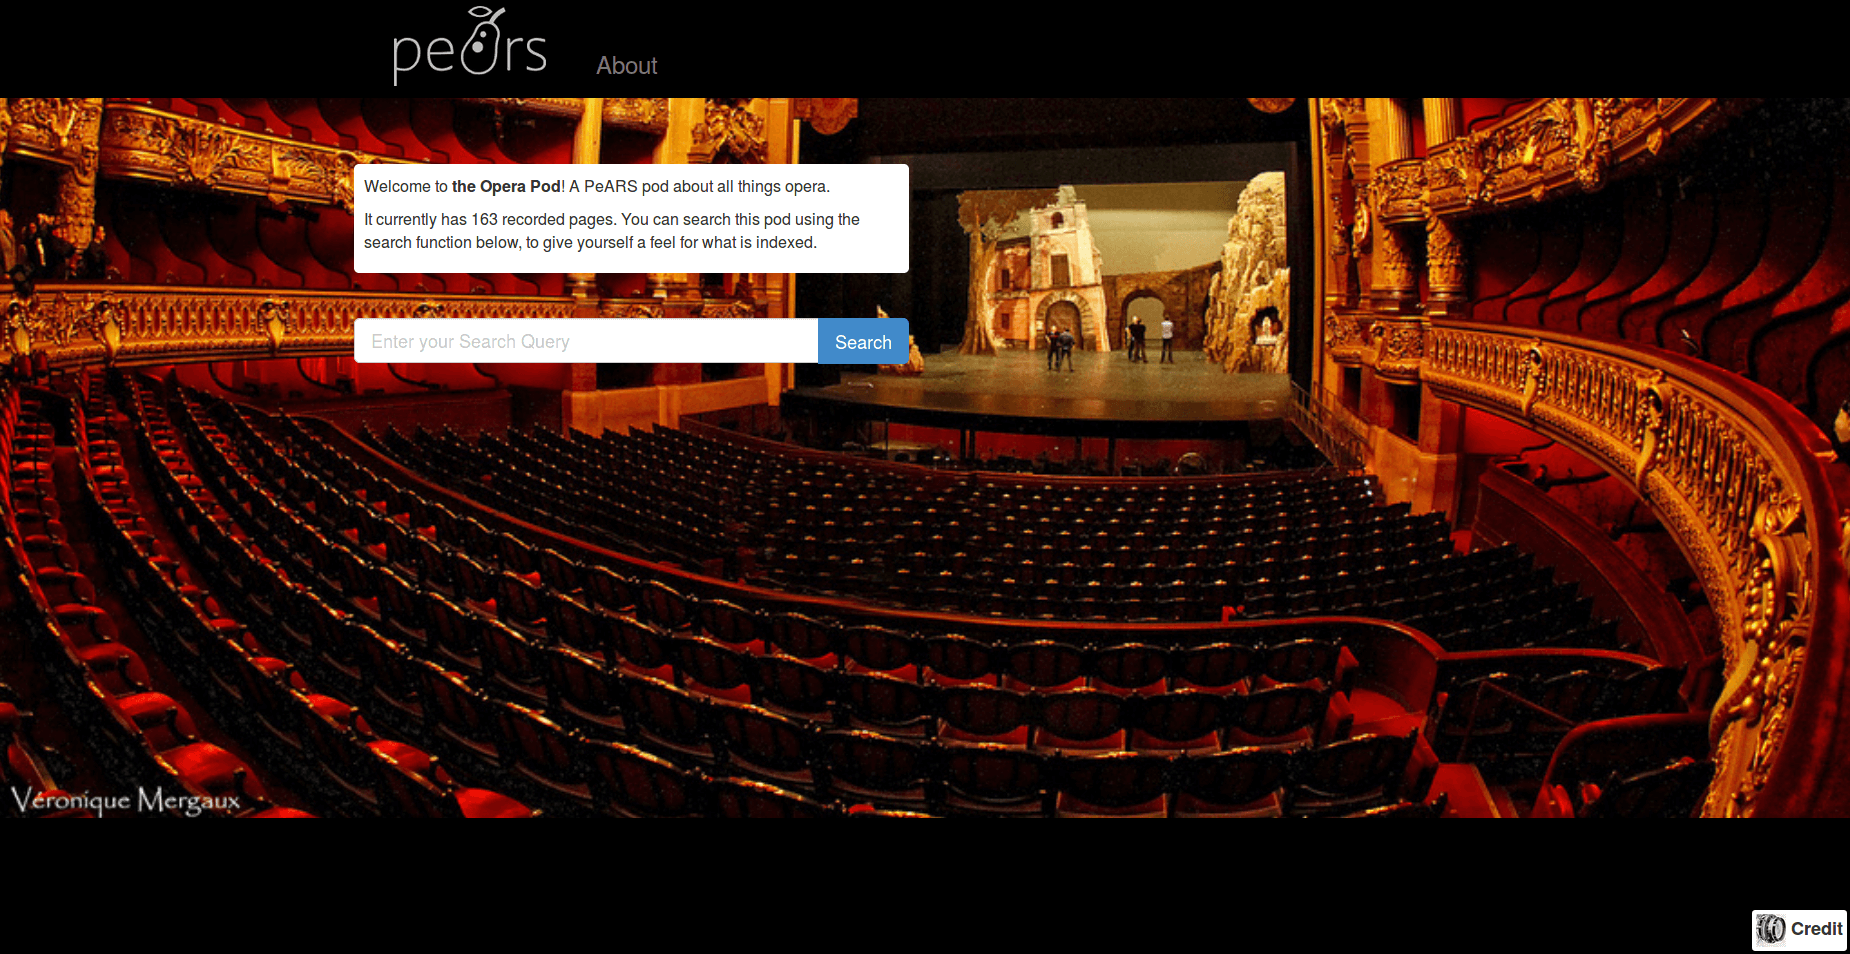 pears
About
Welcome to the Opera Pod! A PeARS pod about all things opera.
It currently has 163 recorded pages. You can search this pod using the
search function below, to give yourself a feel for what is indexed.
Enter your Search Query
Search
Véronique Mergaux
Credit